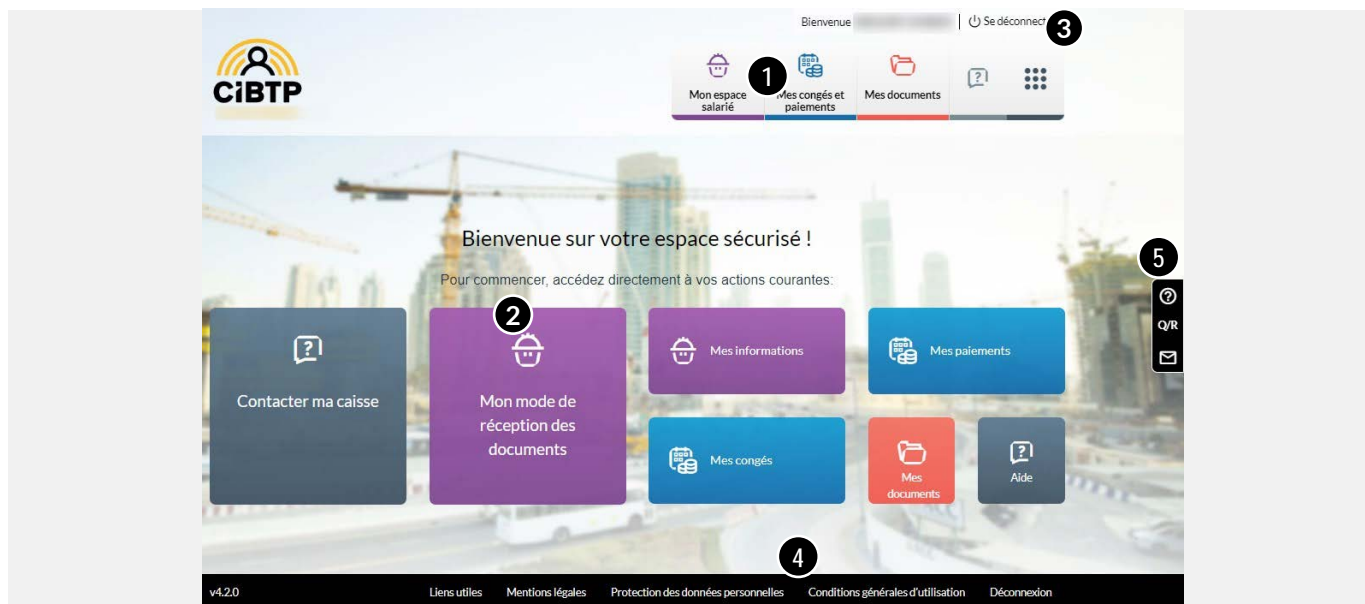 Bienvenue
Se déconnect
3
CiBTP
1
Mon espace
salarié
Mes congés et
paiements
Mes documents
?
Bienvenue sur votre espace sécurisé !
Pour commencer, accédez directement à vos actions courantes:
5
?
Q/R
2
?
Contacter ma caisse
Mon mode de
réception des
documents
Mes informations
Mes paiements
Mes congés
Mes
documents
?
Aide
4
v4.2.0
Liens utiles
Mentions légales
Protection des données personnelles
Conditions générales d'utilisation
Déconnexion